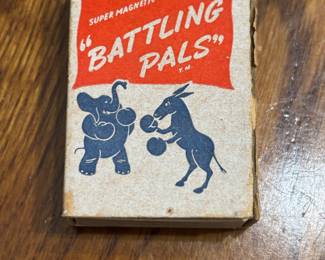 SUPER MAGNETIC
"BATTLING
PALS"
T.M.